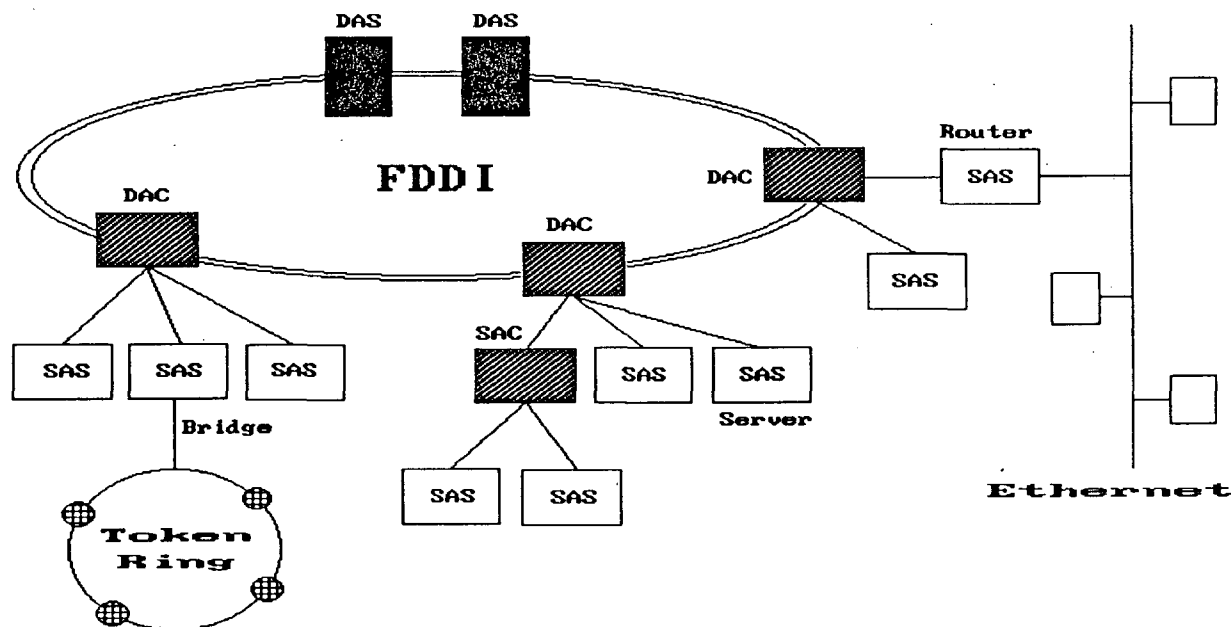 DAS DAS
Router
FDDI
DAC
SAS
DAC
DAC
SAS
SAC
SAS SAS SAS
SAS SAS
Bridge
Server
SAS SAS
Ethernet
Token
Ring